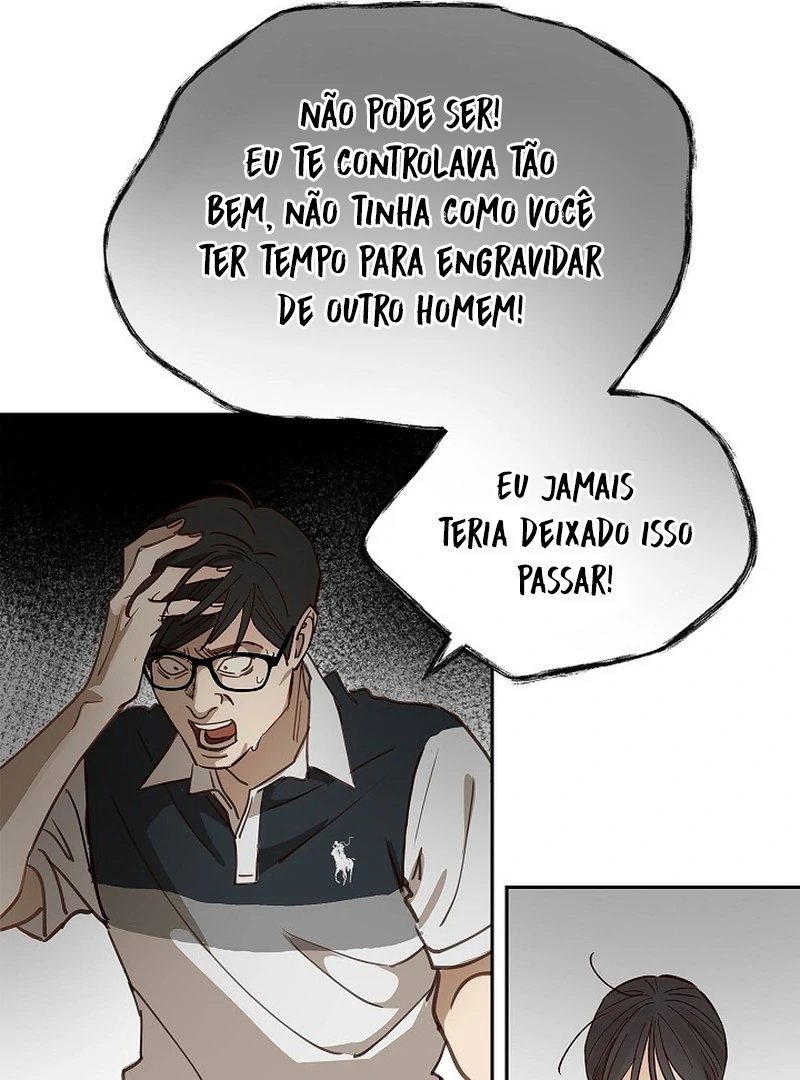 NÃO PODE SER!
EU TE CONTROLAVA TÃO
BEM, NÃO TINHA COMO VOCÊ
TER TEMPO PARA ENGRAVIDAR
DE OUTRO HOMEM!
EU JAMAIS
TERIA DEIXADO ISSO
PASSAR!